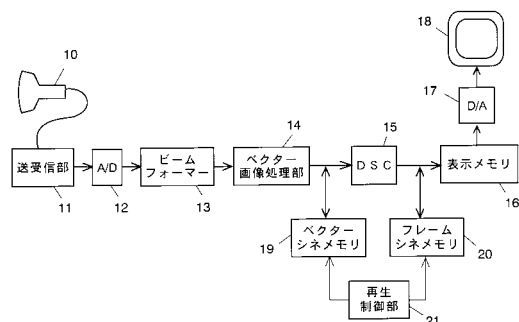 18
10
17
D/A
14
15
送受信部
A/D
ビーム
フォーマー
ベクター
画像処理部
DSC
表示メモリ
11
12
13
16
19
ベクター
シネメモリ
フレーム
シネメモリ
20
再生
制御部
21